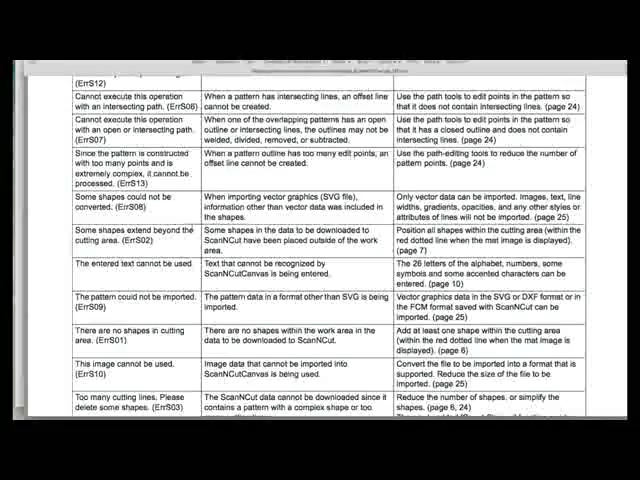 (ErrS12)
Cannot execute this operation
with an intersecting path. (ErrS06)
When a pattern has intersecting lines, an offset line
cannot be created.
Use the path tools to edit points in the pattern so
that it does not contain intersecting lines. (page 24)
Cannot execute this operation
with an open or intersecting path.
(ErrS07)
When one of the overlapping patterns has an open
outline or intersecting lines, the outlines may not be
welded, divided, removed, or subtracted.
Use the path tools to edit points in the pattern so
that it has a closed outline and does not contain
intersecting lines. (page 24)
Since the pattern is constructed
with too many points and is
extremely complex, it cannot be
processed. (ErrS13)
When a pattern outline has too many edit points, an
offset line cannot be created.
Use the path-editing tools to reduce the number of
pattern points. (page 24)
Some shapes could not be
converted. (ErrS08)
When importing vector graphics (SVG file),
information other than vector data was included in
the shapes.
Only vector data can be imported. Images, text, line
widths, gradients, opacities, and any other styles or
attributes of lines will not be imported. (page 25)
Some shapes extend beyond the
cutting area. (ErrS02)
Some shapes in the data to be downloaded to
ScanNCut have been placed outside of the work
area.
Position all shapes within the cutting area (within the
red dotted line when the mat image is displayed).
(page 7)
The entered text cannot be used.
Text that cannot be recognized by
ScanNCutCanvas is being entered.
The 26 letters of the alphabet, numbers, some
symbols and some accented characters can be
entered. (page 10)
The pattern could not be imported.
(ErrS09)
The pattern data in a format other than SVG is being
imported.
Vector graphics data in the SVG or DXF format or in
the FCM format saved with ScanNCut can be
imported. (page 25)
There are no shapes in cutting
area. (ErrS01)
There are no shapes within the work area in the
data to be downloaded to ScanNCut.
Add at least one shape within the cutting area
(within the red dotted line when the mat image is
displayed). (page 6)
This image cannot be used.
(ErrS10)
Image data that cannot be imported into
ScanNCutCanvas is being used.
Convert the file to be imported into a format that is
supported. Reduce the size of the file to be
imported. (page 25)
Too many cutting lines. Please
delete some shapes. (ErrS03)
The ScanNCut data cannot be downloaded since it
contains a pattern with a complex shape or too
Reduce the number of shapes, or simplify the
shapes. (page 6, 24)